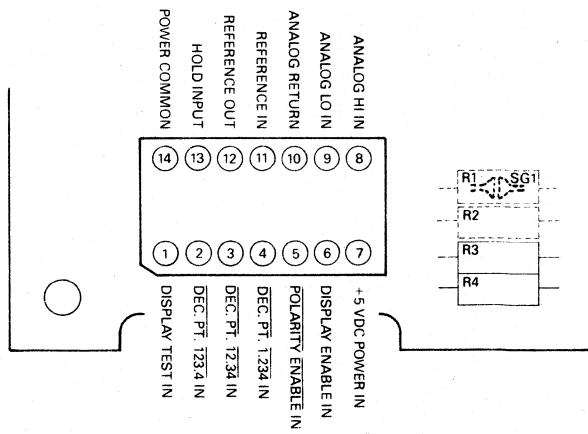 POWER COMMON
HOLD INPUT
REFERENCE OUT
REFERENCE IN
ANALOG RETURN
ANALOG LO IN
ANALOG HI IN
14
13
12
11
10
9
8
1
2
3
4
5
6
7
DISPLAY TEST IN
DEC. PT. 123.4 IN
DEC. PT. 12.34 IN
DEC. PT. 1.234 IN
POLARITY ENABLE IN
DISPLAY ENABLE IN
+5 VDC POWER IN
R1 SG1
R2
R3
R4